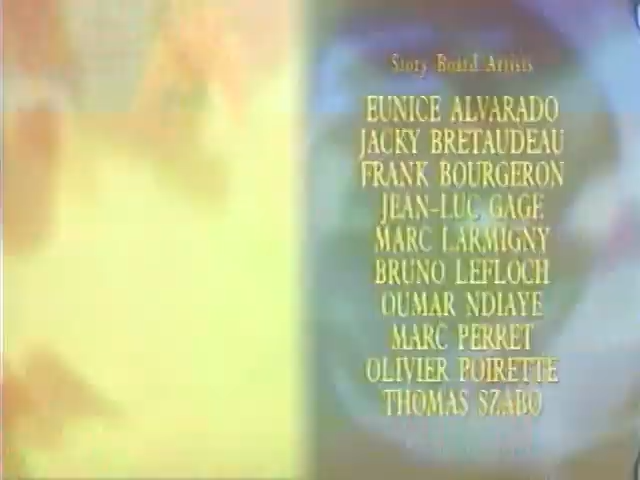 Story Board Artists
EUNICE ALVARADO
JACKY BRETAUDEAU
FRANK BOURGERON
JEAN-LUC GAGE
MARC LARMIGNY
BRUNO LEFLOCH
OUMAR NDIAYE
MARC PERRET
OLIVIER POIRETTE
THOMAS SZABO